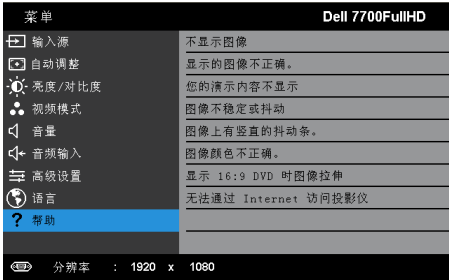 菜单 Dell 7700FullHD
输入源 不显示图像
自动调整 显示的图像不正确。
亮度/对比度 您的演示内容不显示
视频模式 图像不稳定或抖动
音量 图像上有竖直的抖动条。
音频输入 图像颜色不正确。
高级设置 显示 16:9 DVD 时图像拉伸
语言 无法通过 Internet 访问投影仪
? 帮助
分辨率 : 1920 x 1080